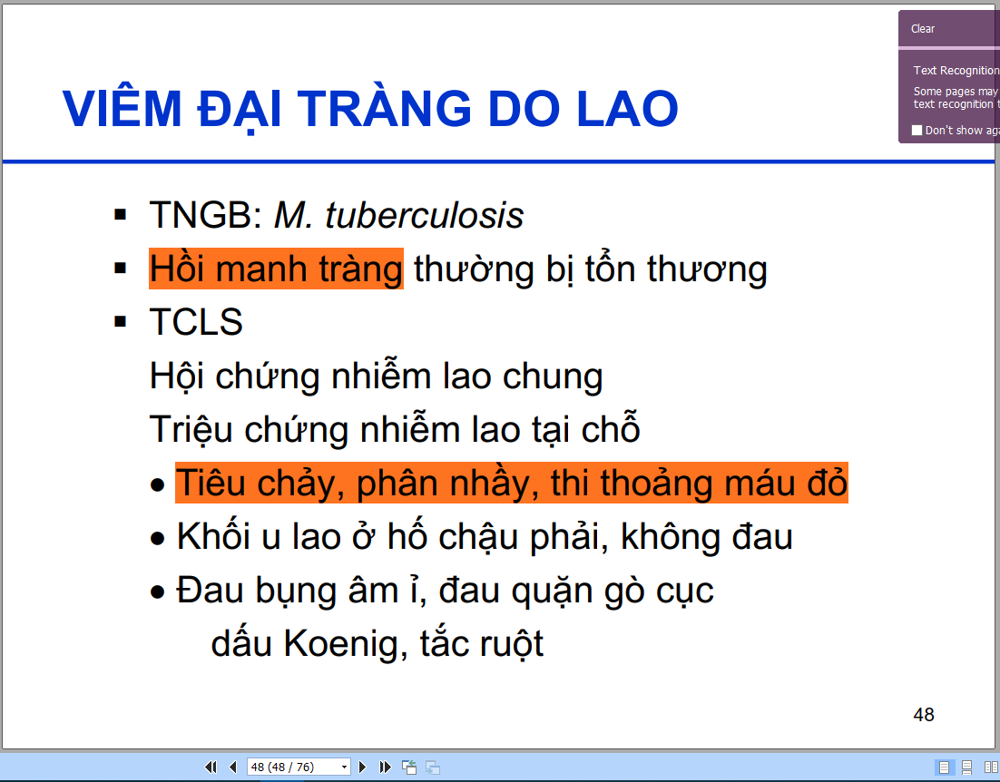 Clear
VIÊM ĐẠI TRÀNG DO LAO
Text Recognition
Some pages may
text recognition
Don't show
▪ TNGB: M. tuberculosis
▪ Hồi manh tràng thường bị tổn thương
▪ TCLS
Hội chứng nhiễm lao chung
Triệu chứng nhiễm lao tại chỗ
• Tiêu chảy, phân nhầy, thi thoảng máu đỏ
• Khối u lao ở hố chậu phải, không đau
• Đau bụng âm ỉ, đau quặn gò cục
dấu Koenig, tắc ruột
48
48 (48 / 76)